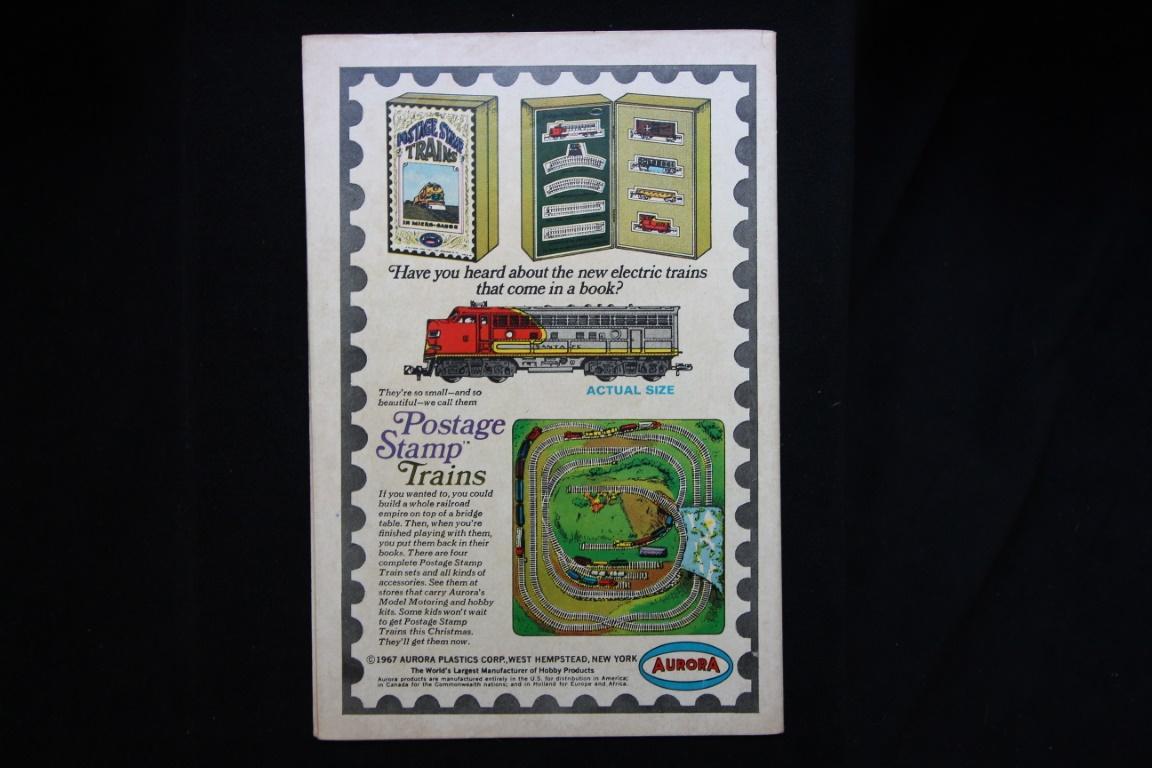 POSTAGE STAMP
TRAINS
IN MICRO-GAUGE
Have you heard about the new electric trains
that come in a book?
SANTA FE
ACTUAL SIZE
They're so small—and so
beautiful—we call them
Postage
Stamp™
Trains
If you wanted to, you could
build a whole railroad
empire on top of a bridge
table. Then, when you're
finished playing with them,
you put them back in their
books. There are four
complete Postage Stamp
Train sets and all kinds of
accessories. See them at
stores that carry Aurora's
Model Motoring and hobby
kits. Some kids won't wait
to get Postage Stamp
Trains this Christmas.
They'll get them now.
©1967 AURORA PLASTICS CORP., WEST HEMPSTEAD, NEW YORK
The World's Largest Manufacturer of Hobby Products
Aurora products are manufactured entirely in the U.S. for distribution in America;
in Canada for the Commonwealth nations; and in Holland for Europe and Africa.
AURORA